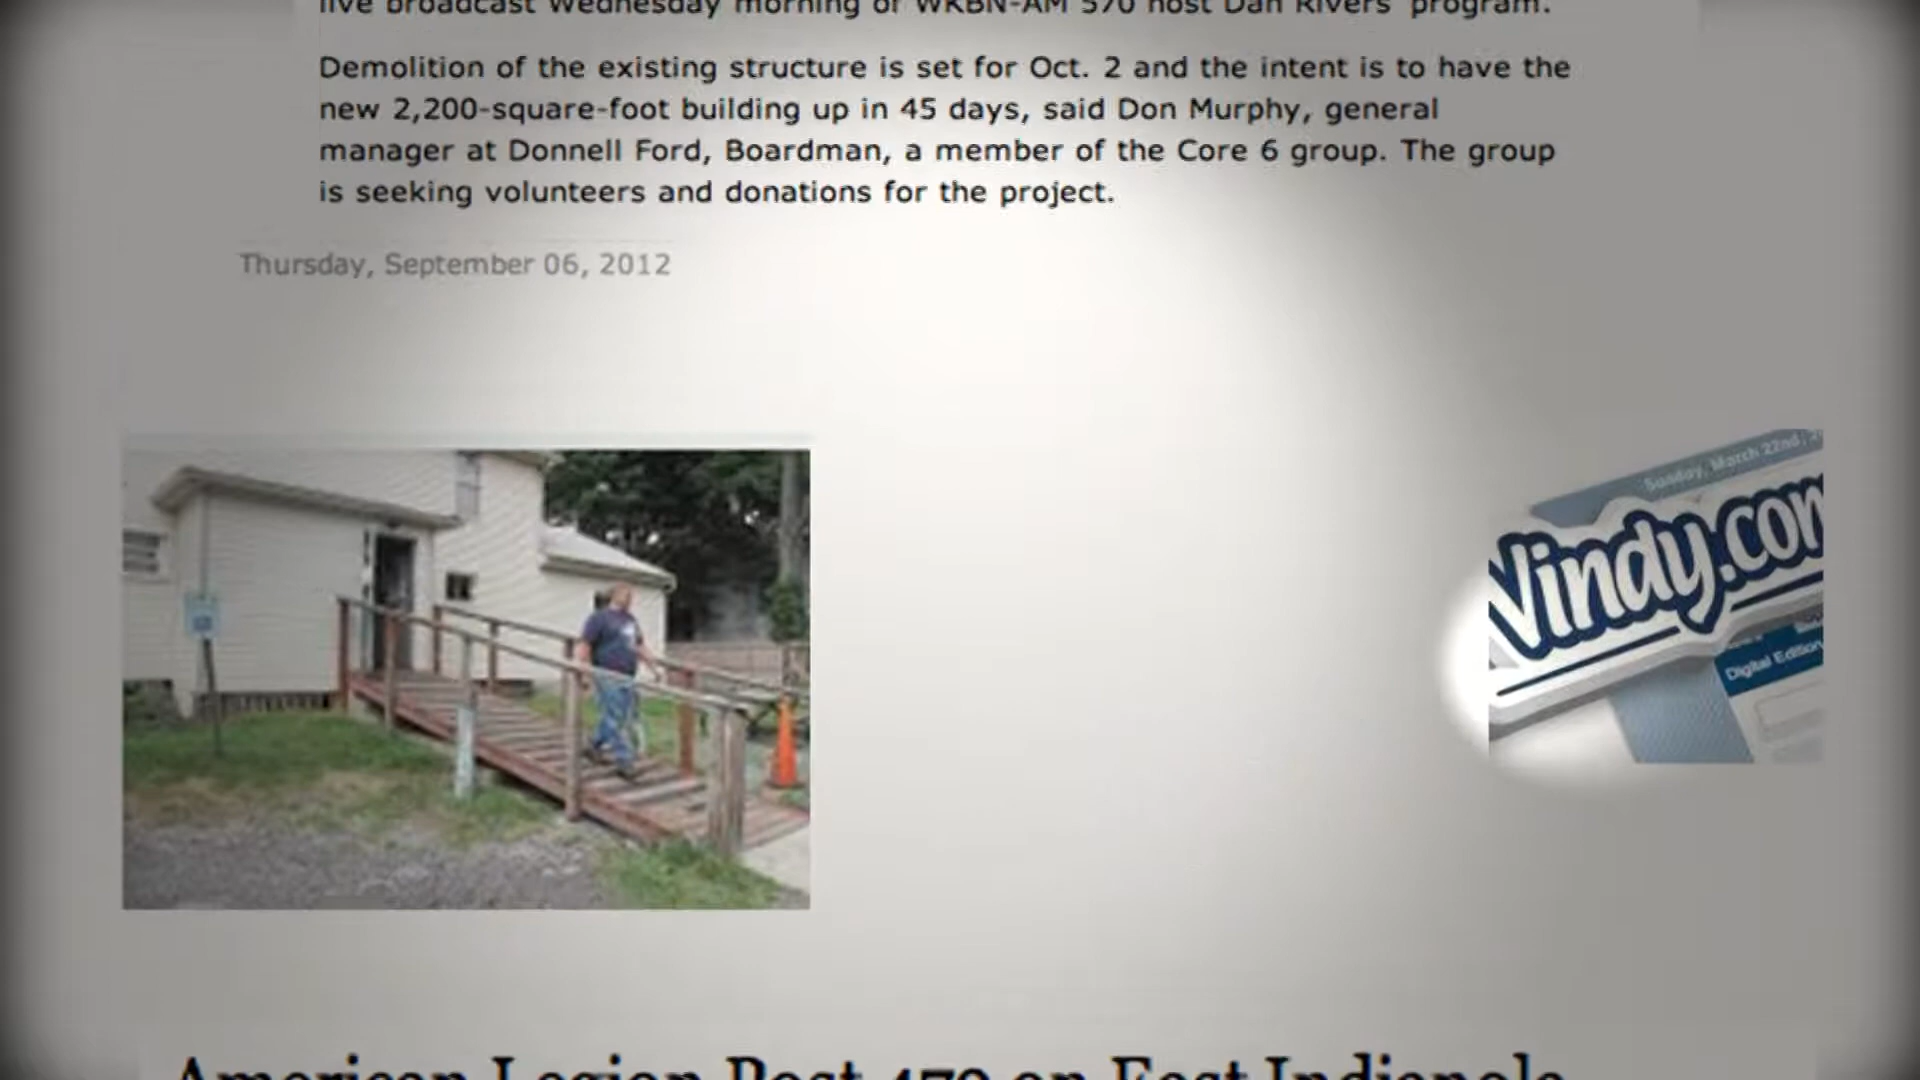 live broadcast Wednesday morning of WKBN-AM 570 host Dan Rivers' program.
Demolition of the existing structure is set for Oct. 2 and the intent is to have the
new 2,200-square-foot building up in 45 days, said Don Murphy, general
manager at Donnell Ford, Boardman, a member of the Core 6 group. The group
is seeking volunteers and donations for the project.
Thursday, September 06, 2012
Sunday, March 22nd,
Vindy.com
Digital Edition
American Legion Post 472 on East Indianola